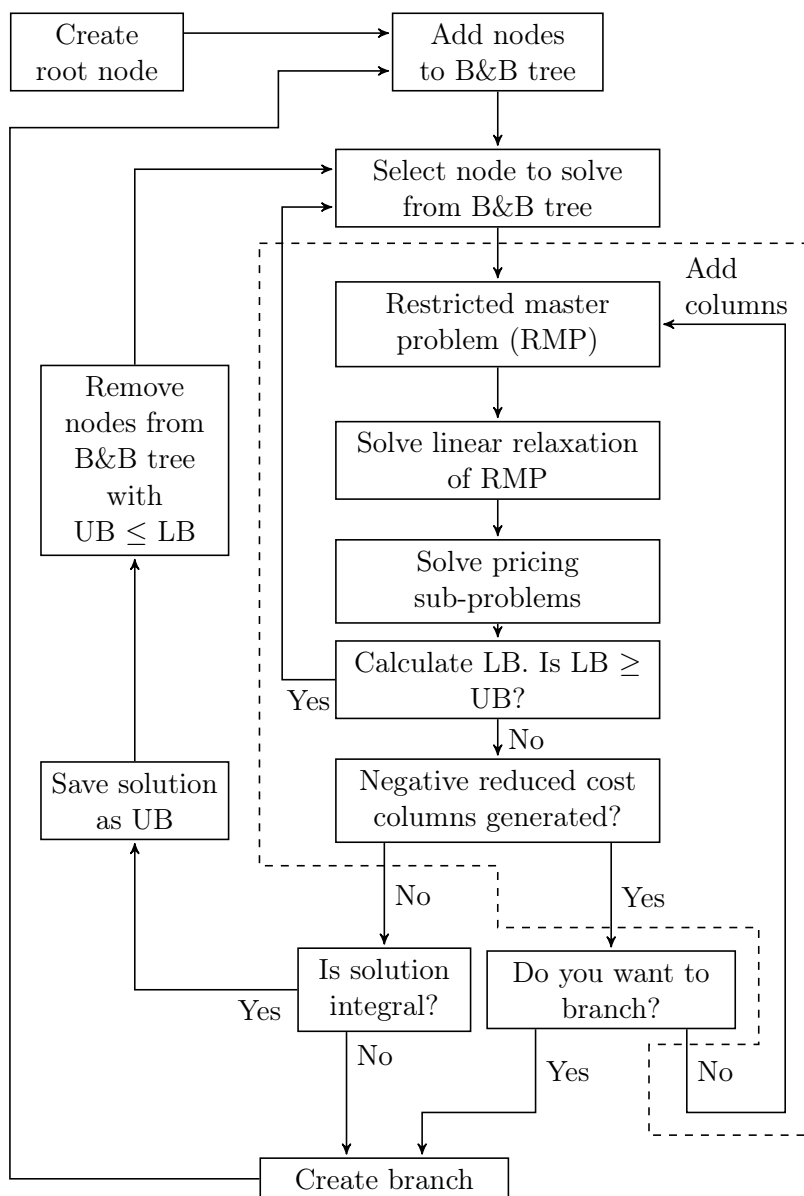 Create
root node
Add nodes
to B&B tree
Select node to solve
from B&B tree
Add
columns
Restricted master
problem (RMP)
Remove
nodes from
B&B tree
with
UB ≤ LB
Solve linear relaxation
of RMP
Solve pricing
sub-problems
Calculate LB. Is LB ≥
UB?
Yes
No
Save solution
as UB
Negative reduced cost
columns generated?
No
Yes
Is solution
integral?
Yes
Do you want to
branch?
No
Yes
No
Create branch